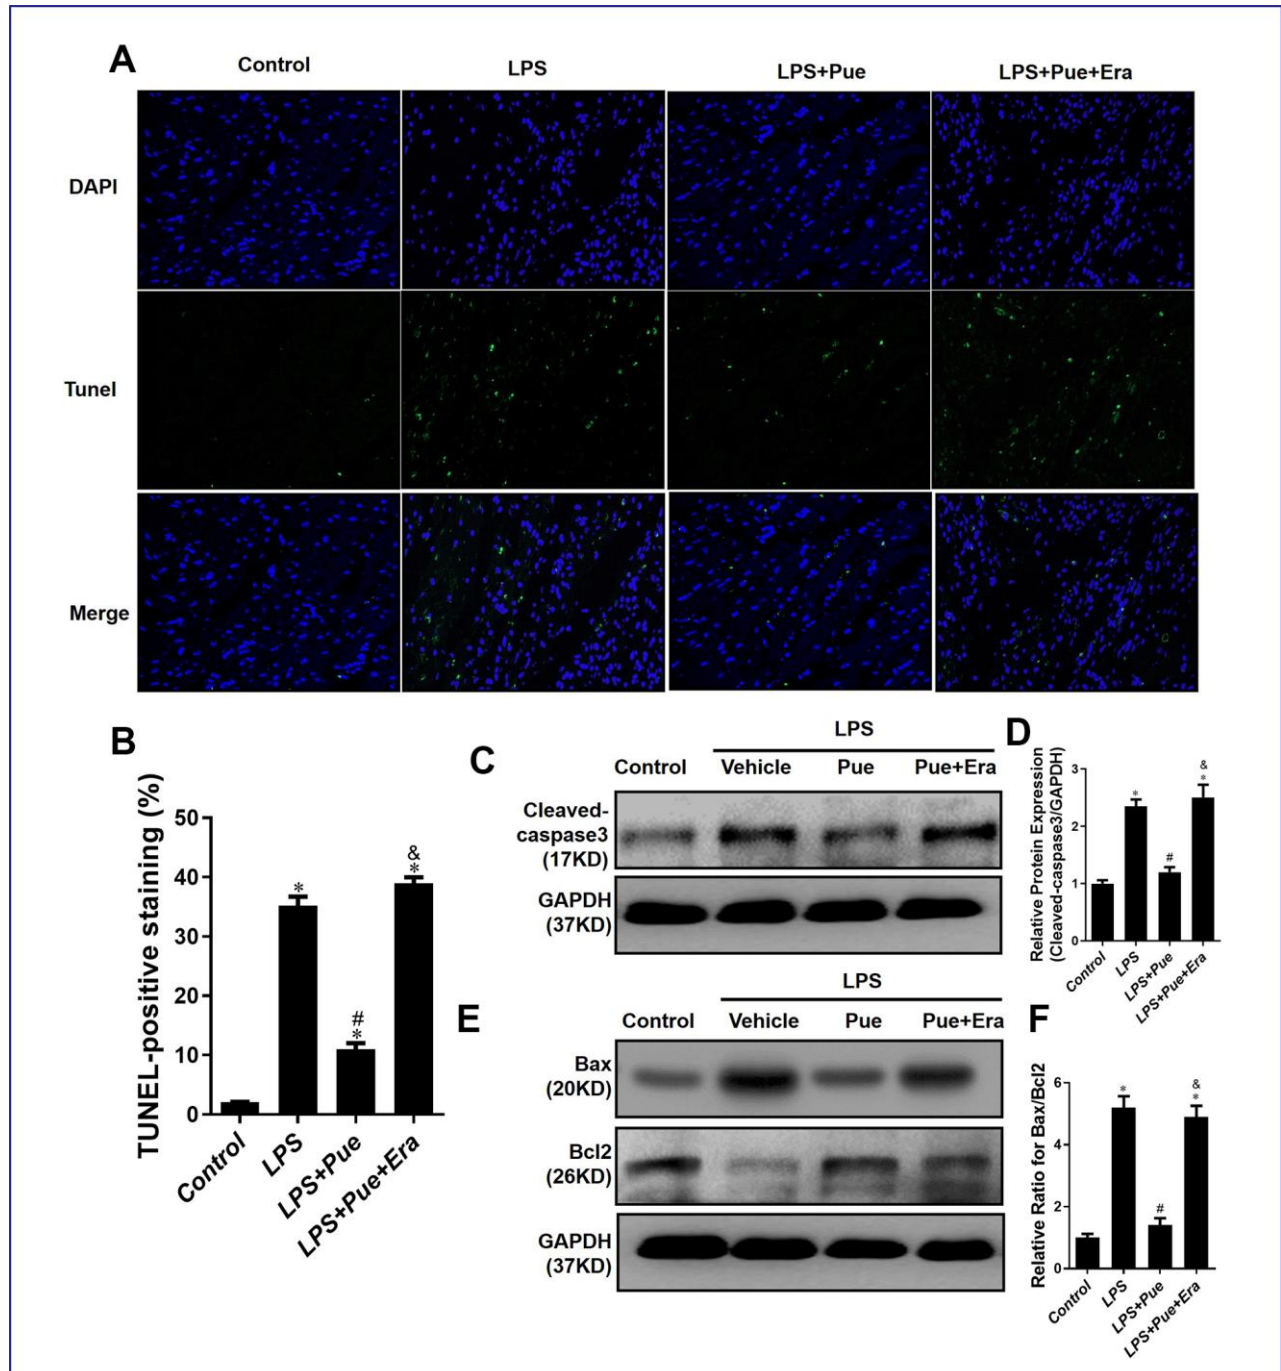 A
Control
LPS
LPS+Pue
LPS+Pue+Era
DAPI
Tunel
Merge
B
TUNEL-positive staining (%)
50
40
30
20
10
0
*
#
*
&
*
Control
LPS
LPS+Pue
LPS+Pue+Era
C
LPS
Control
Vehicle
Pue
Pue+Era
Cleaved-
caspase3
(17KD)
GAPDH
(37KD)
D
Relative Protein Expression
(Cleaved-caspase3/GAPDH)
3
2
1
0
*
#
&
*
Control
LPS
LPS+Pue
LPS+Pue+Era
E
LPS
Control
Vehicle
Pue
Pue+Era
Bax
(20KD)
Bcl2
(26KD)
GAPDH
(37KD)
F
Relative Ratio for Bax/Bcl2
6
4
2
0
*
#
&
*
Control
LPS
LPS+Pue
LPS+Pue+Era